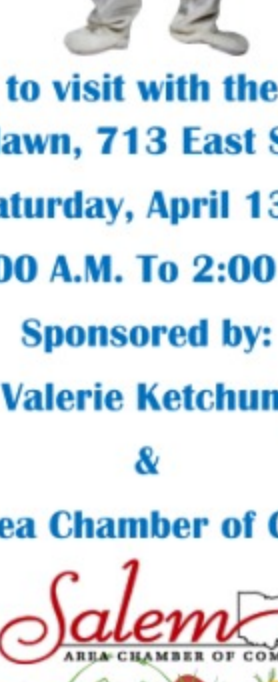 to visit with the
lawn, 713 East S
aturday, April 13
00 A.M. To 2:00
Sponsored by:
Valerie Ketchum
&
ea Chamber of C
Salem
AREA CHAMBER OF COM